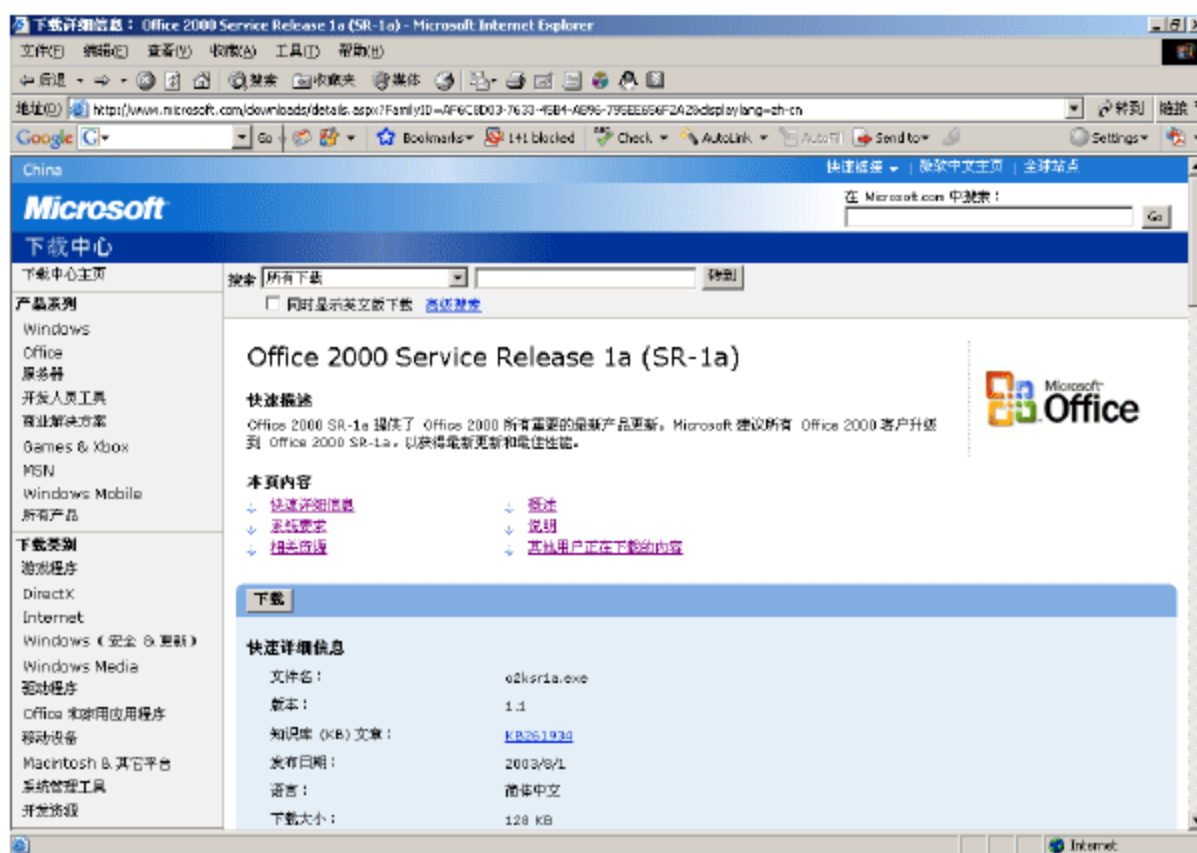 下载详细信息：Office 2000 Service Release 1a (SR-1a) - Microsoft Internet Explorer
文件(F) 编辑(E) 查看(V) 收藏(A) 工具(T) 帮助(H)
后退 搜索 收藏夹 媒体
地址(D) http://www.microsoft.com/downloads/details.aspx?FamilyID= 转到 链接
Google Go Bookmarks 141 blocked Check AutoLink AutoFill Send to Settings
China 快速链接 | 微软中文主页 | 全球站点
Microsoft 在 Microsoft.com 中搜索：
Go
下载中心
下载中心主页
搜索 所有下载 转到
同时显示英文版下载 高级搜索
产品系列
Windows
Office
服务器
开发人员工具
商业解决方案
Games & Xbox
MSN
Windows Mobile
所有产品
下载类别
游戏程序
DirectX
Internet
Windows (安全 & 更新)
Windows Media
驱动程序
Office 和家用应用程序
移动设备
Macintosh & 其它平台
系统管理工具
开发资源
Office 2000 Service Release 1a (SR-1a)
Microsoft Office
快速描述
Office 2000 SR-1a 提供了 Office 2000 所有重要的最新产品更新。Microsoft 建议所有 Office 2000 客户升级
到 Office 2000 SR-1a，以获得最新更新和最佳性能。
本页内容
快速详细信息 概述
系统要求 说明
相关资源 其他用户正在下载的内容
下载
快速详细信息
文件名： o2ksr1a.exe
版本： 1.1
知识库 (KB) 文章： KB261934
发布日期： 2003/8/1
语言： 简体中文
下载大小： 128 KB
Internet